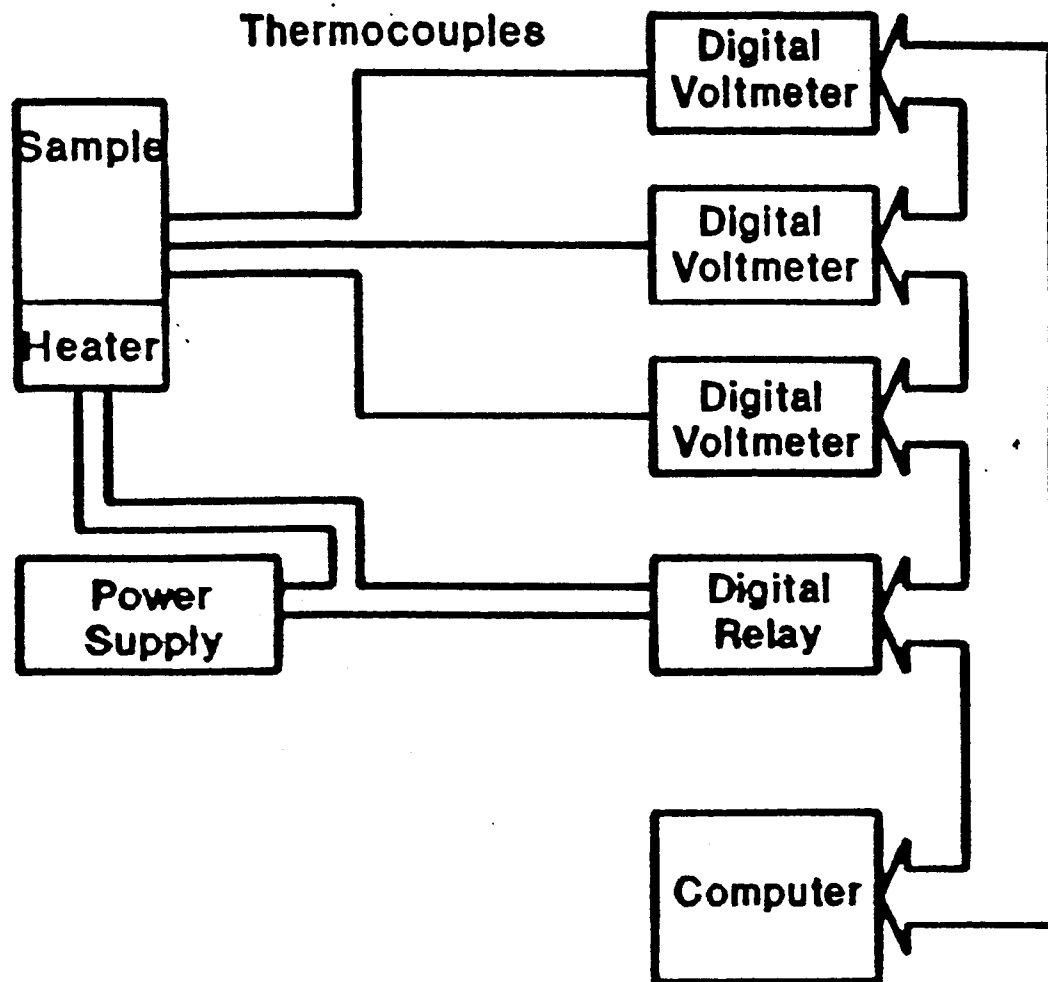 Thermocouples
Digital
Voltmeter
Sample
Digital
Voltmeter
Heater
Digital
Voltmeter
Power
Supply
Digital
Relay
Computer